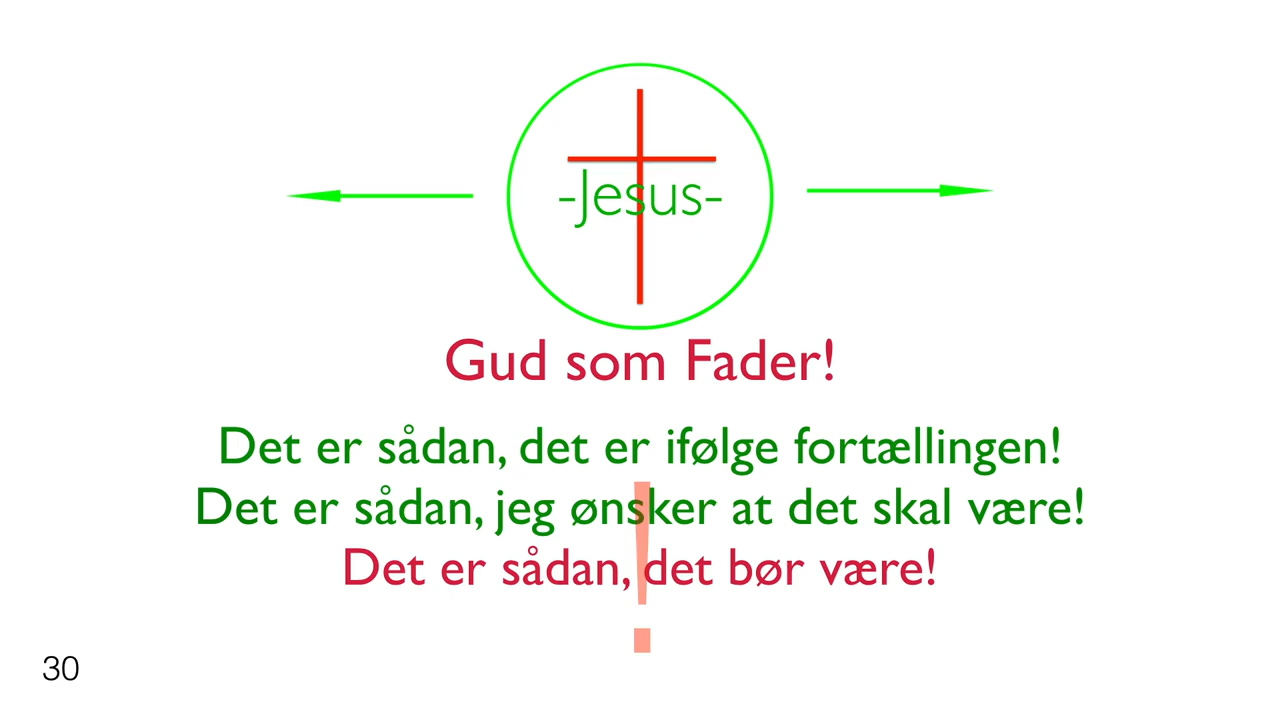 -Jesus-
Gud som Fader!
Det er sådan, det er ifølge fortællingen!
Det er sådan, jeg ønsker at det skal være!
Det er sådan, det bør være!
!
30